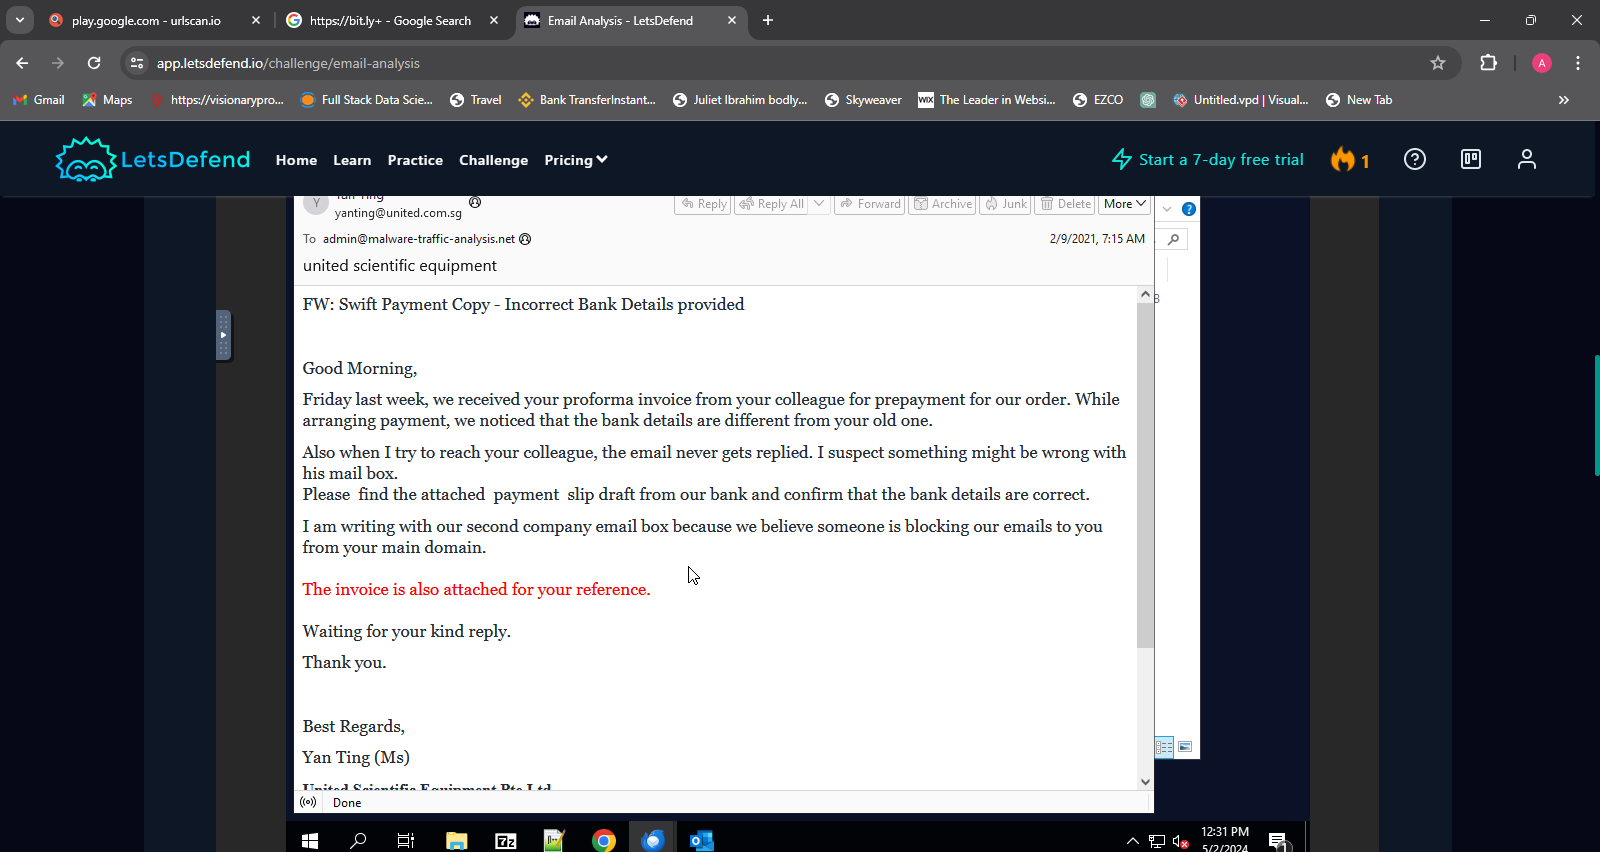 play.google.com - urlscan.io
https://bit.ly+ - Google Search
Email Analysis - LetsDefend
app.letsdefend.io/challenge/email-analysis
A
Gmail
Maps
https://visionarypro...
Full Stack Data Scie...
Travel
Bank TransferInstant...
Juliet Ibrahim bodly...
Skyweaver
WIX The Leader in Websi...
EZCO
Untitled.vpd | Visual...
New Tab
LetsDefend
Home
Learn
Practice
Challenge
Pricing
Start a 7-day free trial
1
Y
Yan Ting
yanting@united.com.sg
Reply
Reply All
Forward
Archive
Junk
Delete
More
To admin@malware-traffic-analysis.net
2/9/2021, 7:15 AM
united scientific equipment
FW: Swift Payment Copy - Incorrect Bank Details provided
Good Morning,
Friday last week, we received your proforma invoice from your colleague for prepayment for our order. While
arranging payment, we noticed that the bank details are different from your old one.
Also when I try to reach your colleague, the email never gets replied. I suspect something might be wrong with
his mail box.
Please find the attached payment slip draft from our bank and confirm that the bank details are correct.
I am writing with our second company email box because we believe someone is blocking our emails to you
from your main domain.
The invoice is also attached for your reference.
Waiting for your kind reply.
Thank you.
Best Regards,
Yan Ting (Ms)
United Scientific Equipment Pte Ltd
Done
7z
12:31 PM
5/2/2024
1